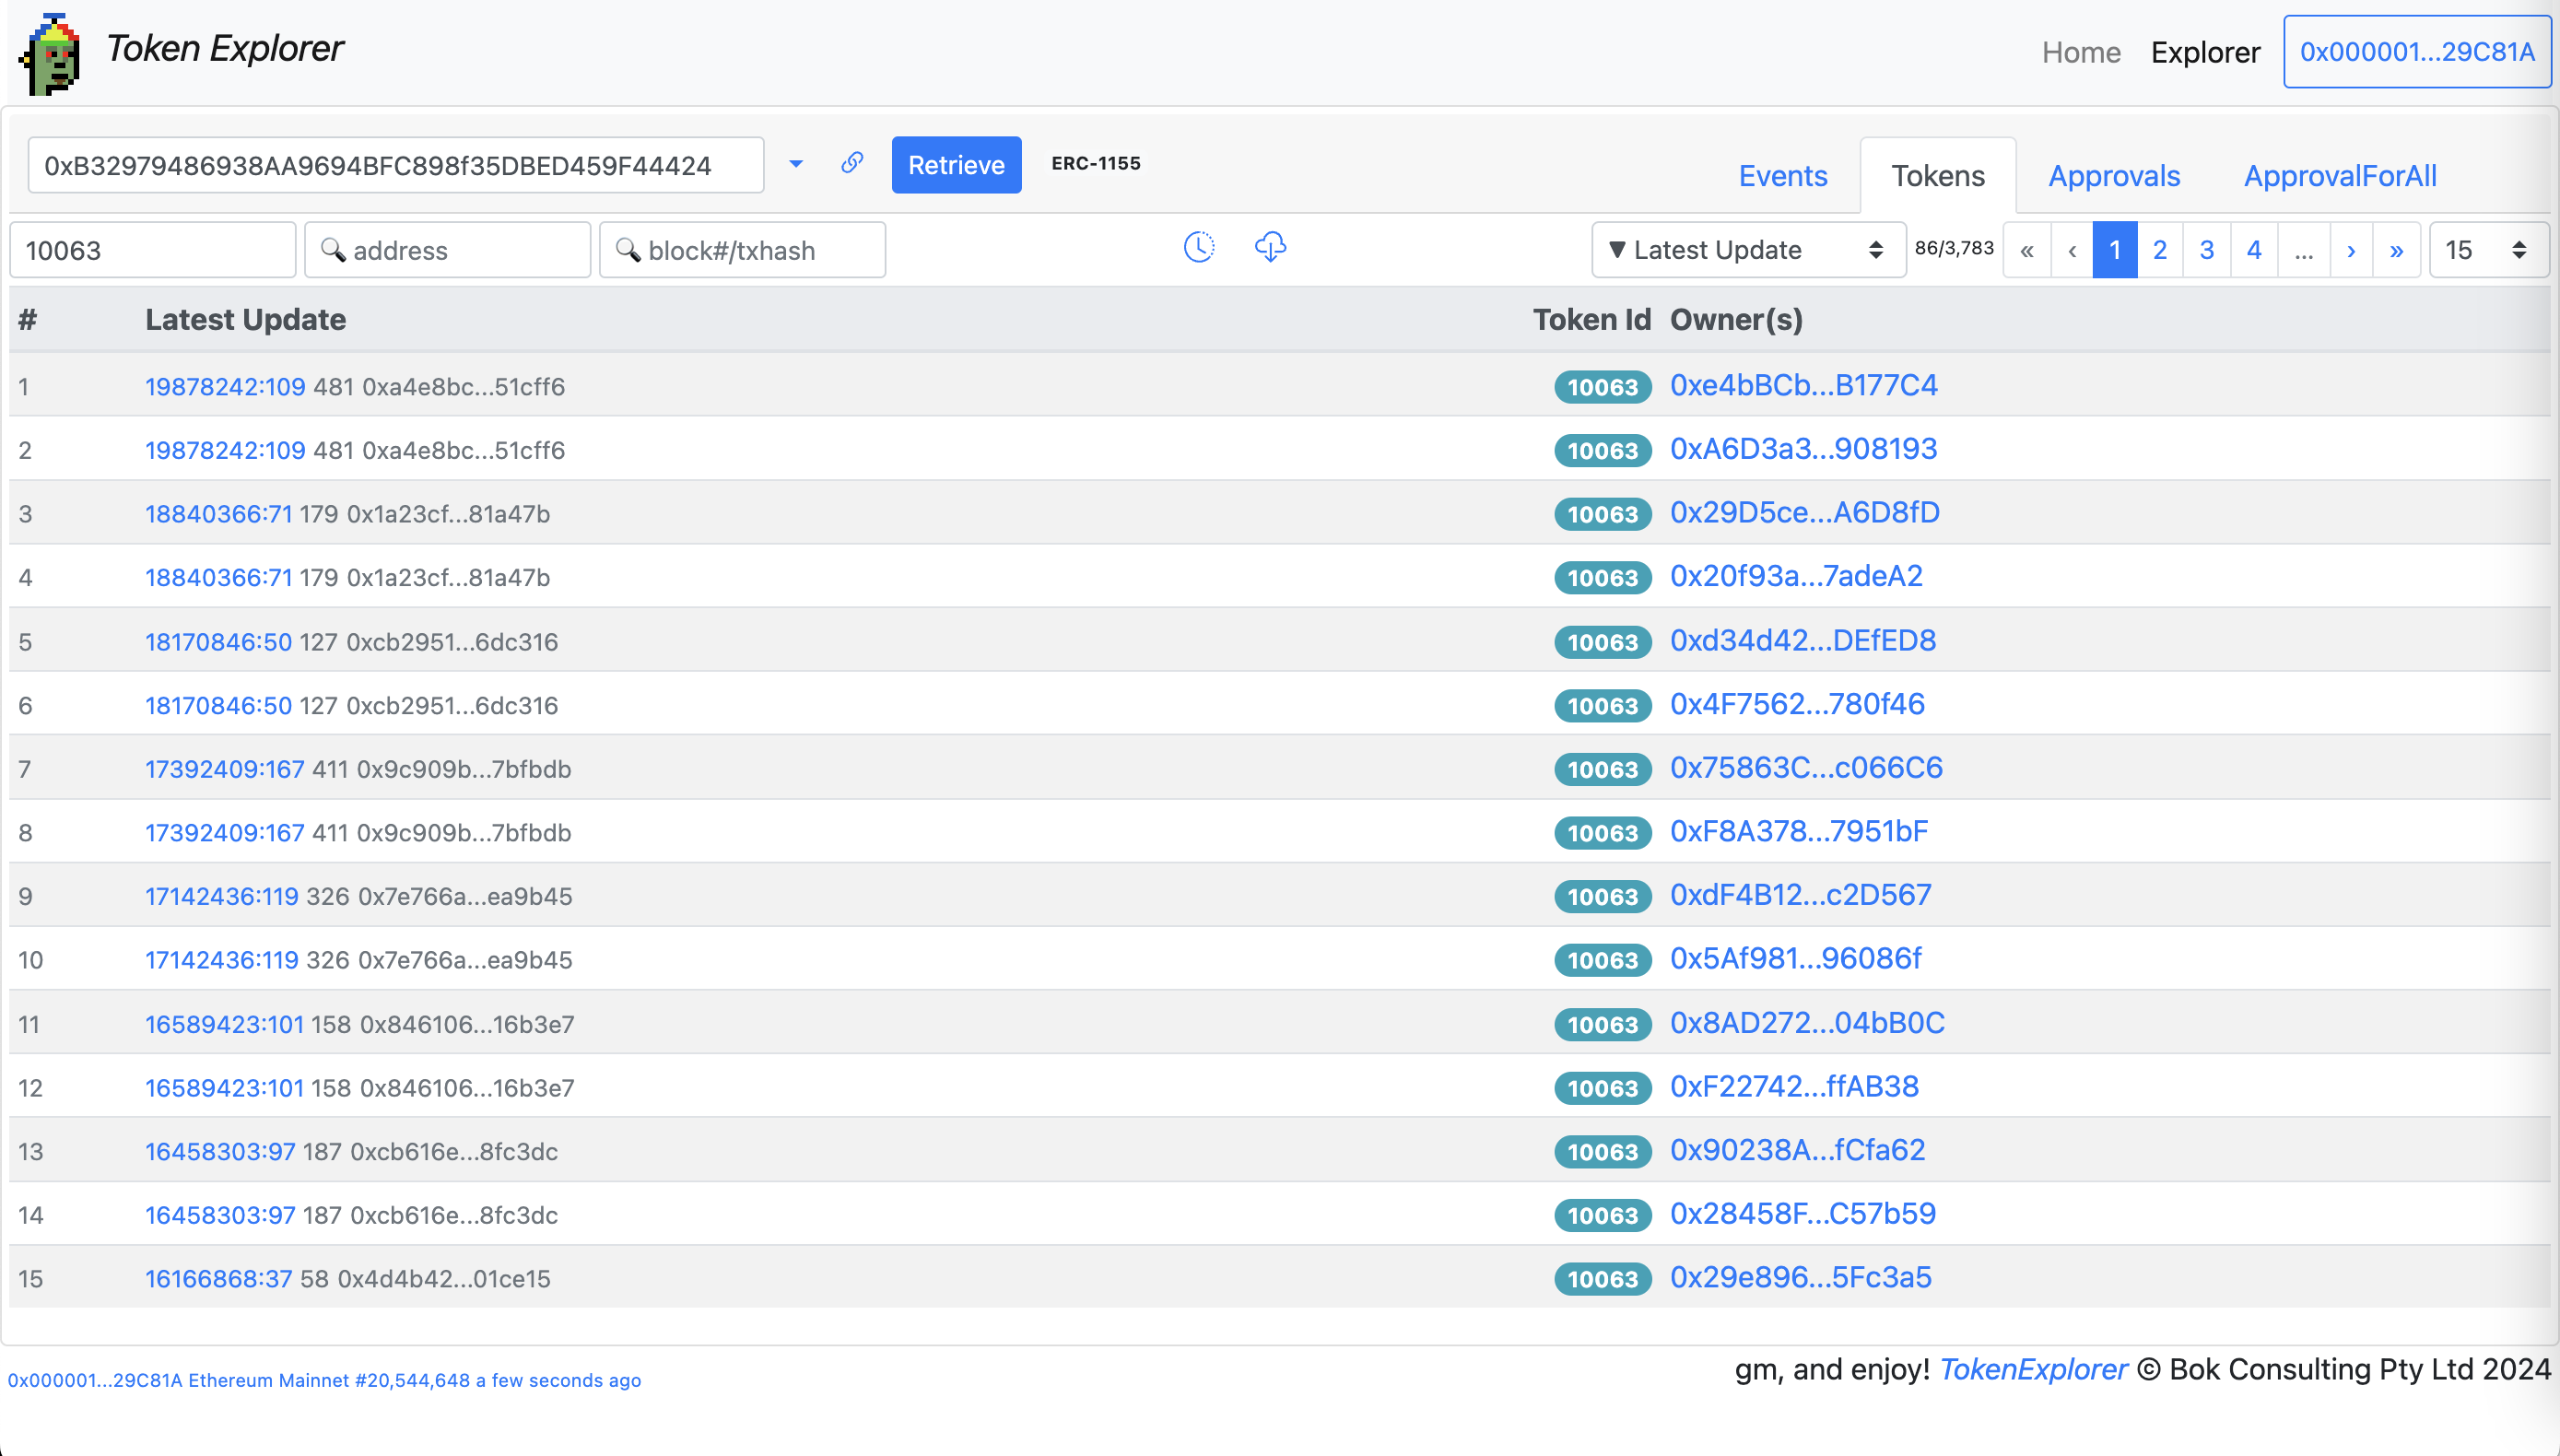 Token Explorer
Home Explorer 0x000001...29C81A
0xB32979486938AA9694BFC898f35DBED459F44424 Retrieve ERC-1155 Events Tokens Approvals ApprovalForAll
10063 address block#/txhash ▼ Latest Update 86/3,783 « ‹ 1 2 3 4 ... › » 15
# Latest Update Token Id Owner(s)
1 19878242:109 481 0xa4e8bc...51cff6 10063 0xe4bBCb...B177C4
2 19878242:109 481 0xa4e8bc...51cff6 10063 0xA6D3a3...908193
3 18840366:71 179 0x1a23cf...81a47b 10063 0x29D5ce...A6D8fD
4 18840366:71 179 0x1a23cf...81a47b 10063 0x20f93a...7adeA2
5 18170846:50 127 0xcb2951...6dc316 10063 0xd34d42...DEfED8
6 18170846:50 127 0xcb2951...6dc316 10063 0x4F7562...780f46
7 17392409:167 411 0x9c909b...7bfbdb 10063 0x75863C...c066C6
8 17392409:167 411 0x9c909b...7bfbdb 10063 0xF8A378...7951bF
9 17142436:119 326 0x7e766a...ea9b45 10063 0xdF4B12...c2D567
10 17142436:119 326 0x7e766a...ea9b45 10063 0x5Af981...96086f
11 16589423:101 158 0x846106...16b3e7 10063 0x8AD272...04bB0C
12 16589423:101 158 0x846106...16b3e7 10063 0xF22742...ffAB38
13 16458303:97 187 0xcb616e...8fc3dc 10063 0x90238A...fCfa62
14 16458303:97 187 0xcb616e...8fc3dc 10063 0x28458F...C57b59
15 16166868:37 58 0x4d4b42...01ce15 10063 0x29e896...5Fc3a5
0x000001...29C81A Ethereum Mainnet #20,544,648 a few seconds ago
gm, and enjoy! TokenExplorer © Bok Consulting Pty Ltd 2024